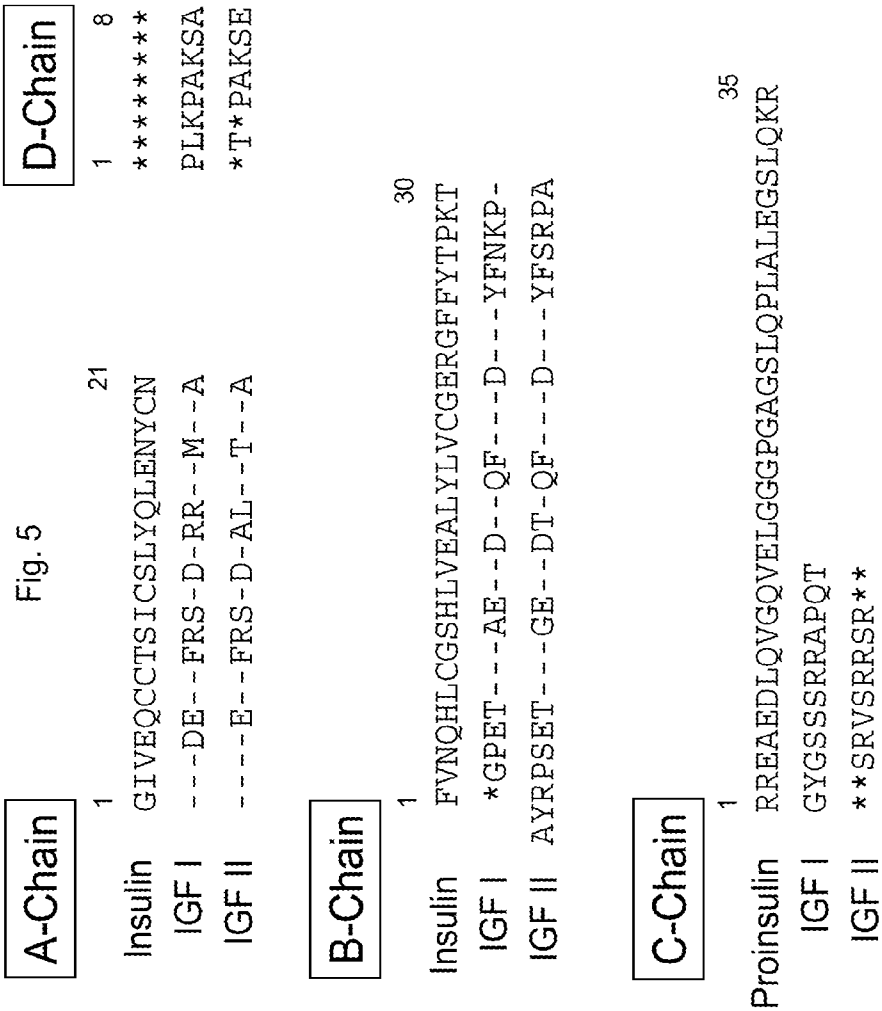 Fig. 5
A-Chain
1 21
Insulin GIVEQCCTSICSLYQLENYCN
IGF I ---DE--FRS-D-RR--M--A
IGF II ----E--FRS-D-AL--T--A
D-Chain
1 8
********
PLKPAKSA
*T*PAKSE
B-Chain
1 30
Insulin FVNQHLCGSHLVEALYLVCGERGFFYTPKT
IGF I *GPET---AE--D--QF---D---YFNKP-
IGF II AYRPSET---GE--DT-QF---D---YFSRPA
C-Chain
1 35
Proinsulin RREAEDLQVGQVELGGGPGAGSLQPLALEGSLQKR
IGF I GYGSSSRRAPQT
IGF II **SRVSRRSR**